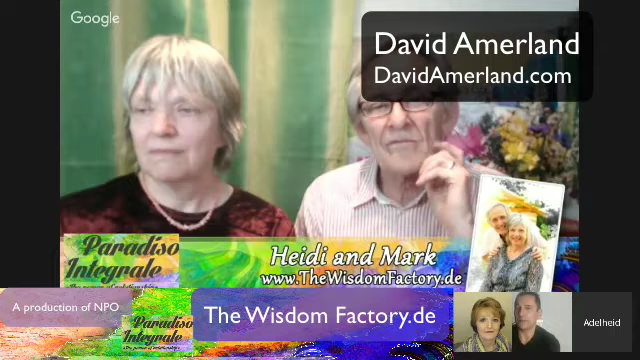 Google
David Amerland
DavidAmerland.com
Paradiso
Integrale
Heidi and Mark
www.TheWisdomFactory.de
A production of NPO
Paradiso
Integrale
The Wisdom Factory.de
Adelheid